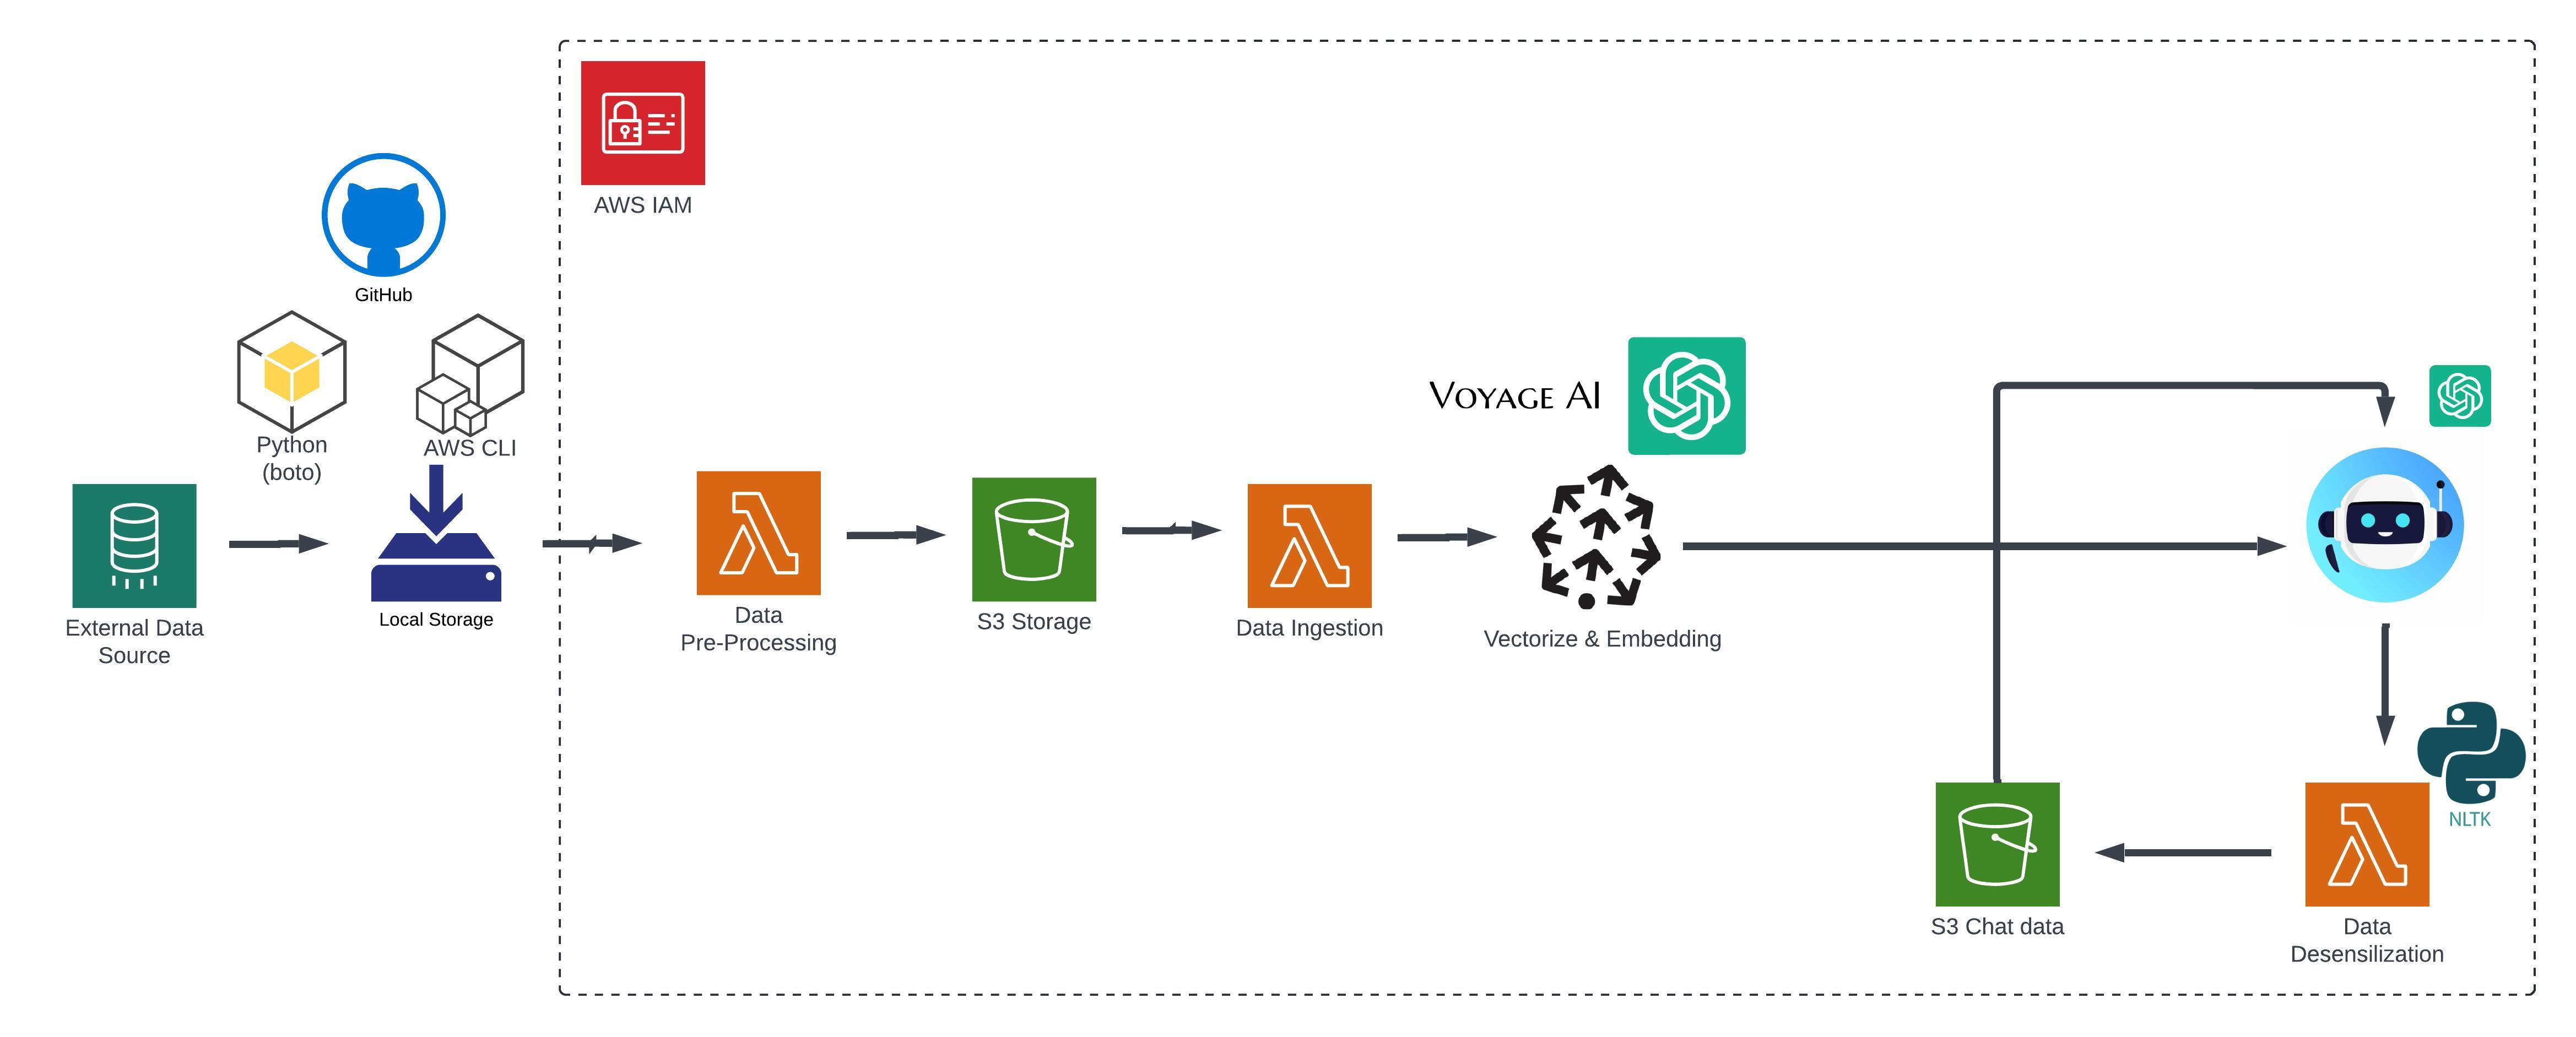 AWS IAM
GitHub
Python
(boto)
AWS CLI
Voyage AI
External Data
Source
Local Storage
Data
Pre-Processing
S3 Storage
Data Ingestion
Vectorize & Embedding
NLTK
S3 Chat data
Data
Desensilization